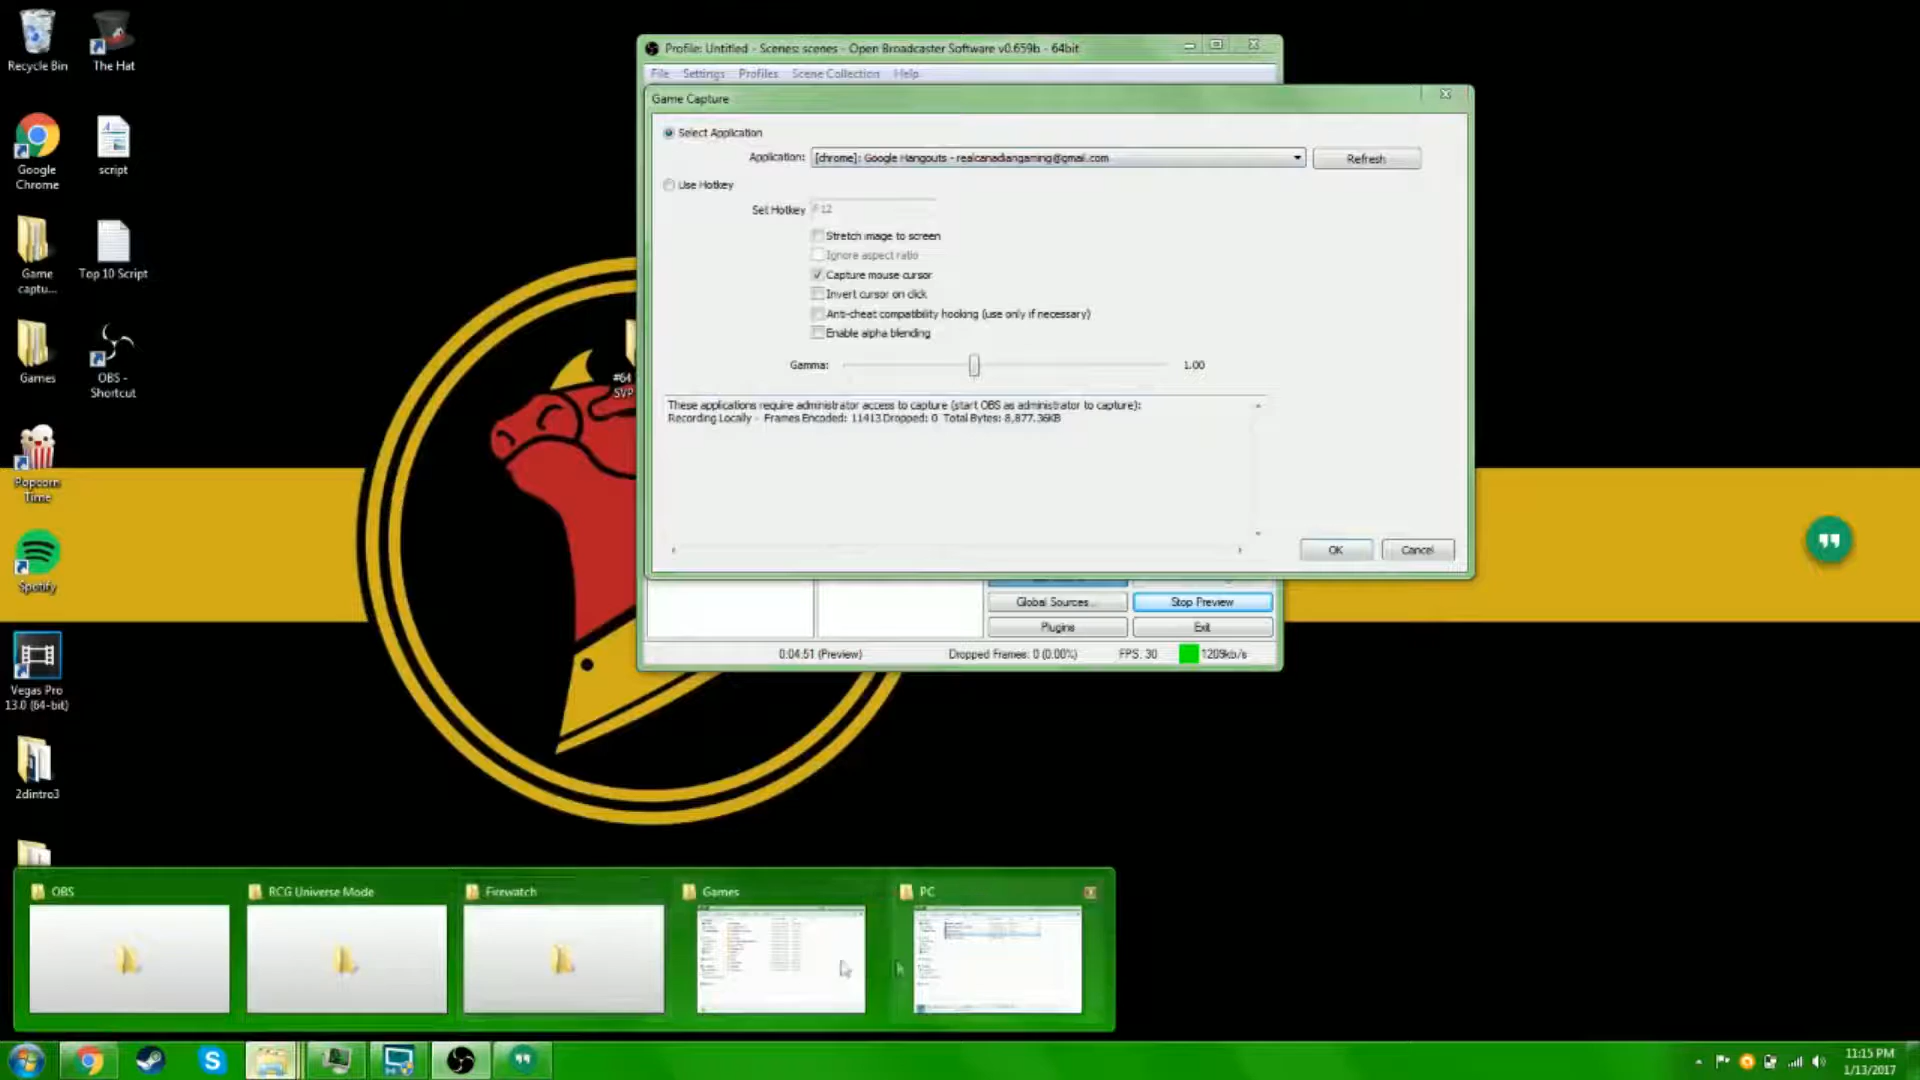 Recycle Bin
The Hat
Google
Chrome
script
Game
captu...
Top 10 Script
Games
OBS -
Shortcut
Popcorn
Time
Spotify
Vegas Pro
13.0 (64-bit)
2dintro3
#64
SVP
Profile: Untitled - Scenes: scenes - Open Broadcaster Software v0.659b - 64bit
File Settings Profiles Scene Collection Help
Game Capture
Select Application
Application: [chrome]: Google Hangouts - realcanadiangaming@gmail.com Refresh
Use Hotkey
Set Hotkey F12
Stretch image to screen
Ignore aspect ratio
Capture mouse cursor
Invert cursor on click
Anti-cheat compatibility hooking (use only if necessary)
Enable alpha blending
Gamma: 1.00
These applications require administrator access to capture (start OBS as administrator to capture):
Recording Locally - Frames Encoded: 11413 Dropped: 0 Total Bytes: 8,877.36KB
OK Cancel
Global Sources... Stop Preview
Plugins Exit
0:04:51 (Preview) Dropped Frames: 0 (0.00%) FPS: 30 1209kb/s
OBS RCG Universe Mode Firewatch Games PC
11:15 PM
1/13/2017